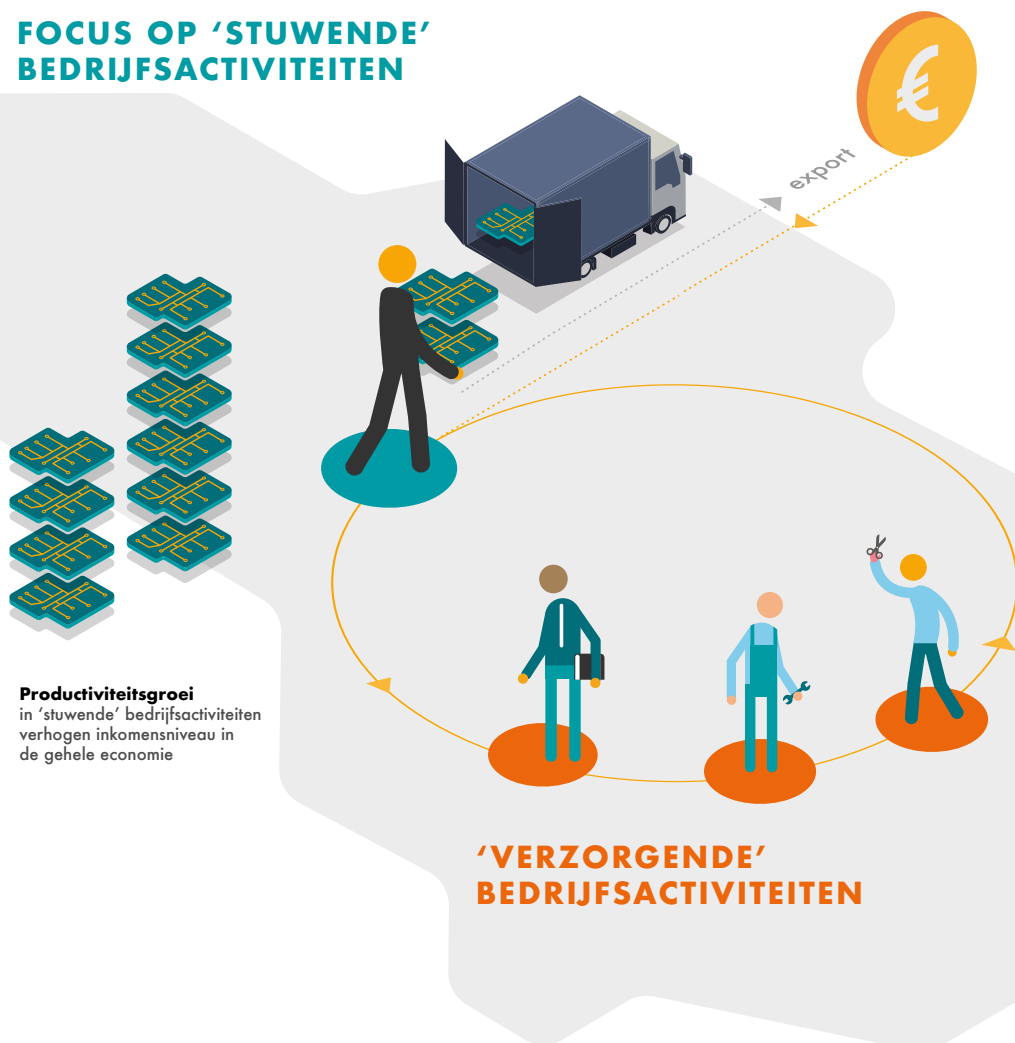 FOCUS OP ‘STUWENDE’
BEDRIJFSACTIVITEITEN
€
export
Productiviteitsgroei
in ‘stuwende’ bedrijfsactiviteiten
verhogen inkomensniveau in
de gehele economie
‘VERZORGENDE’
BEDRIJFSACTIVITEITEN